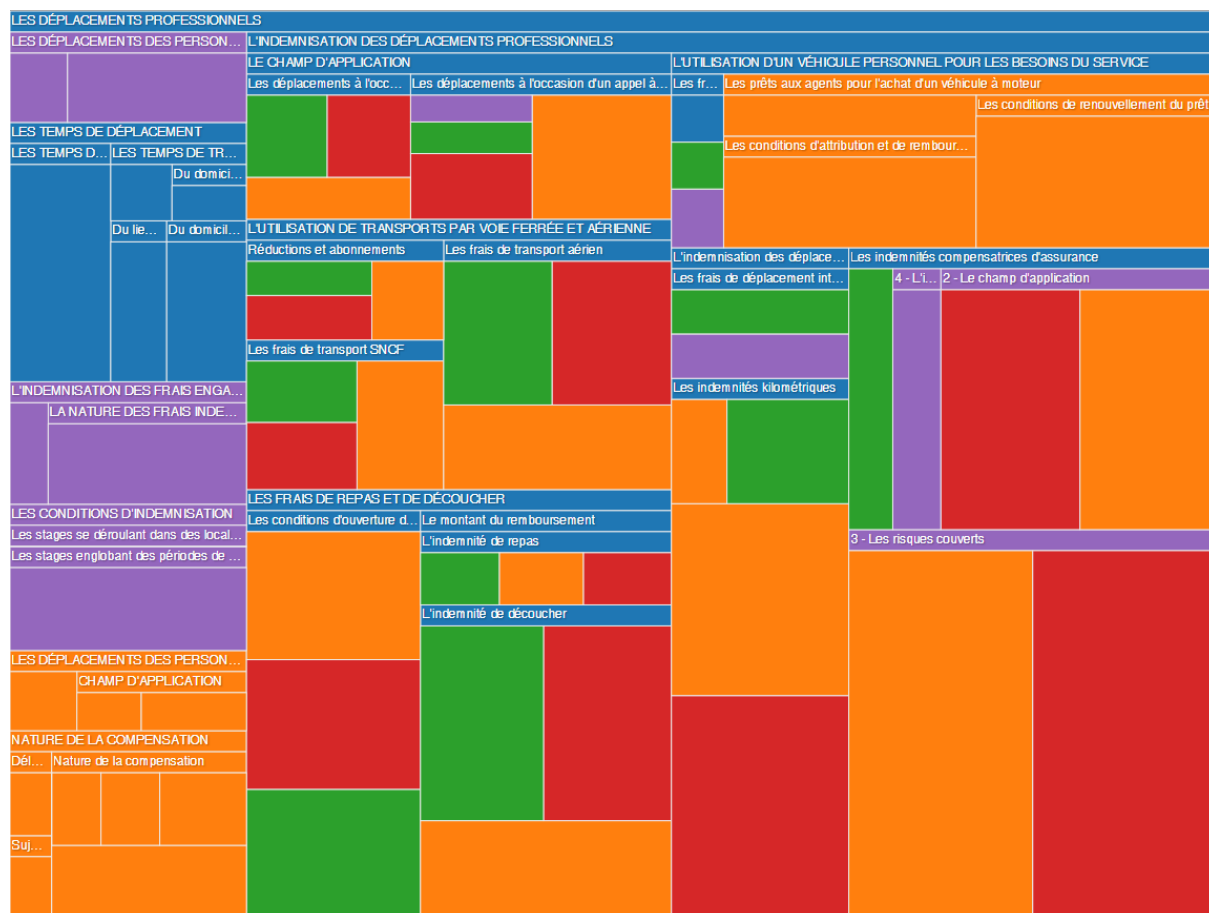 LES DÉPLACEMENTS PROFESSIONNELS
LES DÉPLACEMENTS DES PERSON...
L'INDEMNISATION DES DÉPLACEMENTS PROFESSIONNELS
LE CHAMP D'APPLICATION
L'UTILISATION D'UN VÉHICULE PERSONNEL POUR LES BESOINS DU SERVICE
Les déplacements à l'occ...
Les déplacements à l'occasion d'un appel à...
Les fr...
Les prêts aux agents pour l'achat d'un véhicule à moteur
Les conditions de renouvellement du prêt
LES TEMPS DE DÉPLACEMENT
LES TEMPS D...
LES TEMPS DE TR...
Les conditions d'attribution et de rembour...
Du domici...
Du lie...
Du domicil...
L'UTILISATION DE TRANSPORTS PAR VOIE FERRÉE ET AÉRIENNE
Réductions et abonnements
Les frais de transport aérien
L'indemnisation des déplace...
Les indemnités compensatrices d'assurance
Les frais de déplacement int...
4 - L'i...
2 - Le champ d'application
Les frais de transport SNCF
L'INDEMNISATION DES FRAIS ENGA...
Les indemnités kilométriques
LA NATURE DES FRAIS INDE...
LES FRAIS DE REPAS ET DE DÉCOUCHER
LES CONDITIONS D'INDEMNISATION
Les conditions d'ouverture d...
Le montant du remboursement
Les stages se déroulant dans des local...
L'indemnité de repas
3 - Les risques couverts
Les stages englobant des périodes de ...
L'indemnité de découcher
LES DÉPLACEMENTS DES PERSON...
CHAMP D'APPLICATION
NATURE DE LA COMPENSATION
Dél...
Nature de la compensation
Suj...